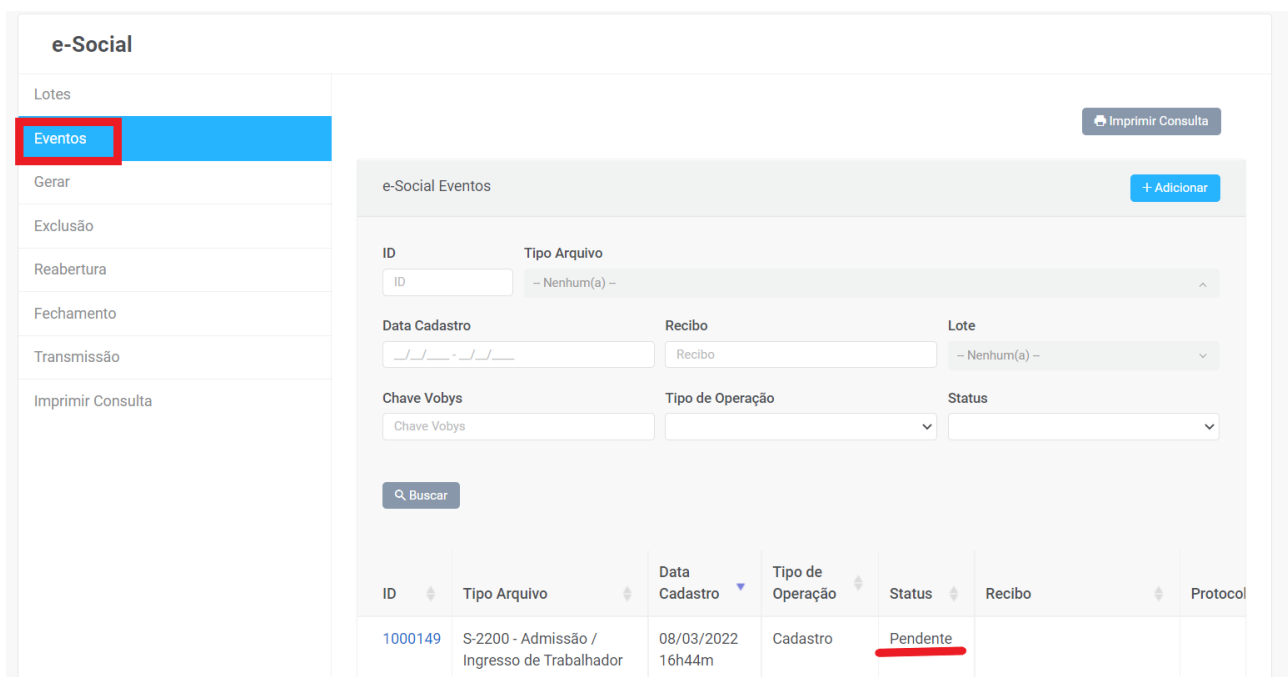 e-Social
Lotes
Eventos
Gerar
Exclusão
Reabertura
Fechamento
Transmissão
Imprimir Consulta
Imprimir Consulta
e-Social Eventos
+ Adicionar
ID Tipo Arquivo
ID -- Nenhum(a) --
Data Cadastro Recibo Lote
__/__/____ - __/__/____ Recibo -- Nenhum(a) --
Chave Vobys Tipo de Operação Status
Chave Vobys
Buscar
ID Tipo Arquivo Data Cadastro Tipo de Operação Status Recibo Protocol
1000149 S-2200 - Admissão / 08/03/2022 Cadastro Pendente
Ingresso de Trabalhador 16h44m